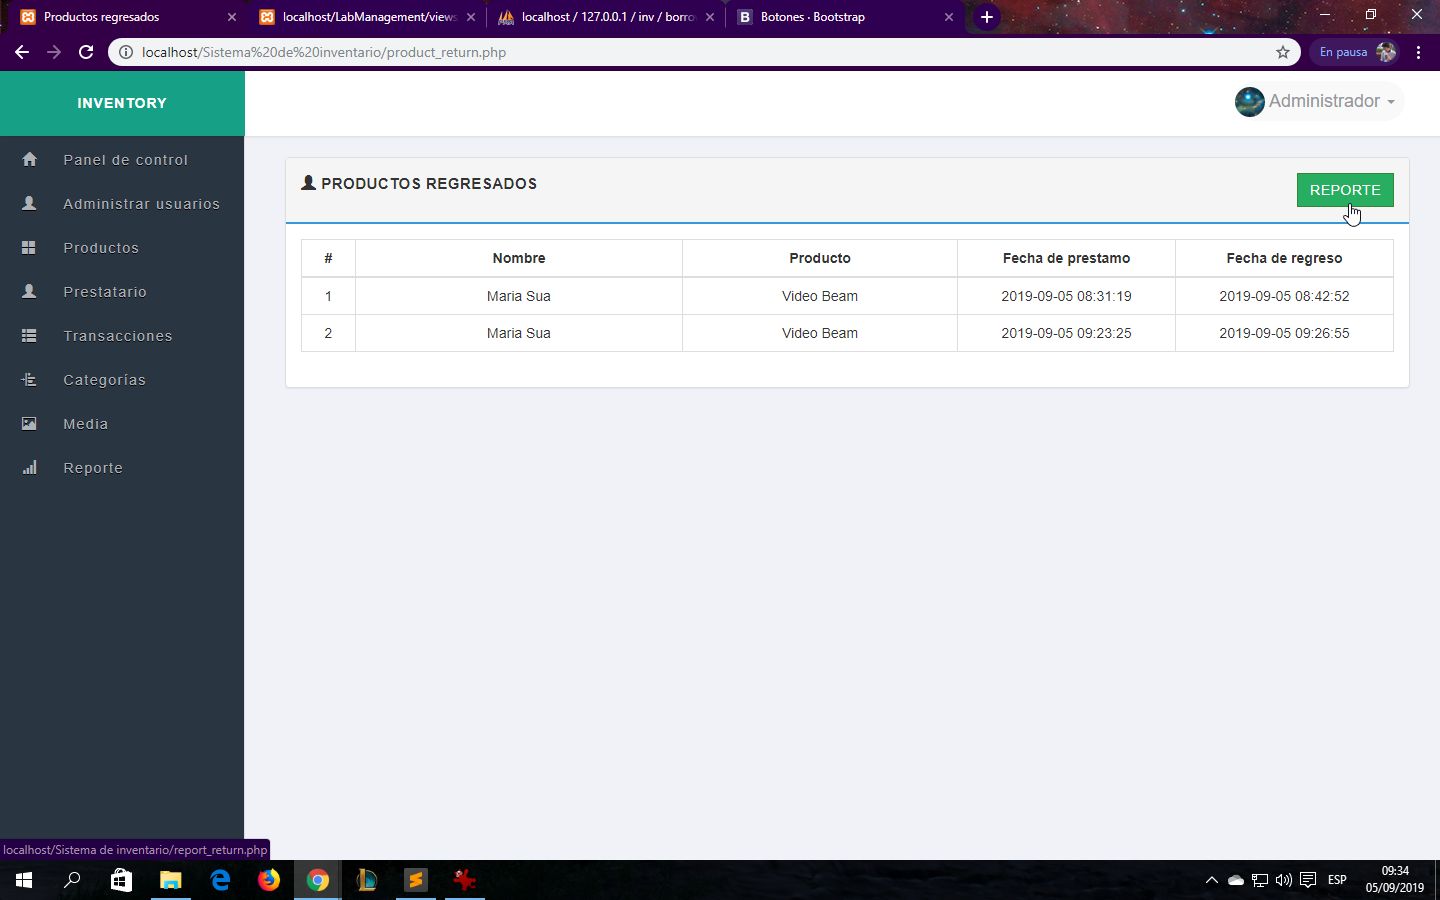 Productos regresados
localhost/LabManagement/views
localhost / 127.0.0.1 / inv / borro
B Botones · Bootstrap
localhost/Sistema%20de%20inventario/product_return.php
En pausa
INVENTORY
Administrador
Panel de control
Administrar usuarios
Productos
Prestatario
Transacciones
Categorías
Media
Reporte
PRODUCTOS REGRESADOS
REPORTE
# Nombre Producto Fecha de prestamo Fecha de regreso
1 Maria Sua Video Beam 2019-09-05 08:31:19 2019-09-05 08:42:52
2 Maria Sua Video Beam 2019-09-05 09:23:25 2019-09-05 09:26:55
localhost/Sistema de inventario/report_return.php
ESP
09:34
05/09/2019